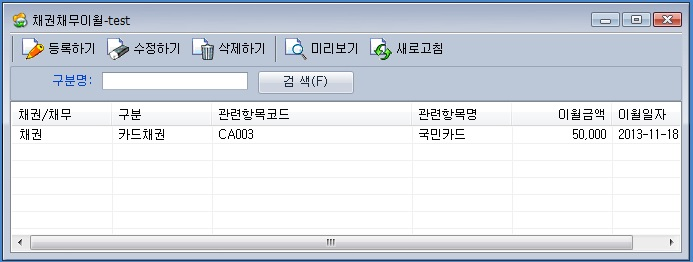 채권채무이월-test
등록하기 수정하기 삭제하기 미리보기 새로고침
구분명: 검 색(F)
채권/채무 구분 관련항목코드 관련항목명 이월금액 이월일자
채권 카드채권 CA003 국민카드 50,000 2013-11-18